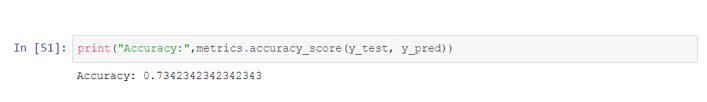 In [51]: print("Accuracy:",metrics.accuracy_score(y_test, y_pred))
Accuracy: 0.7342342342342343